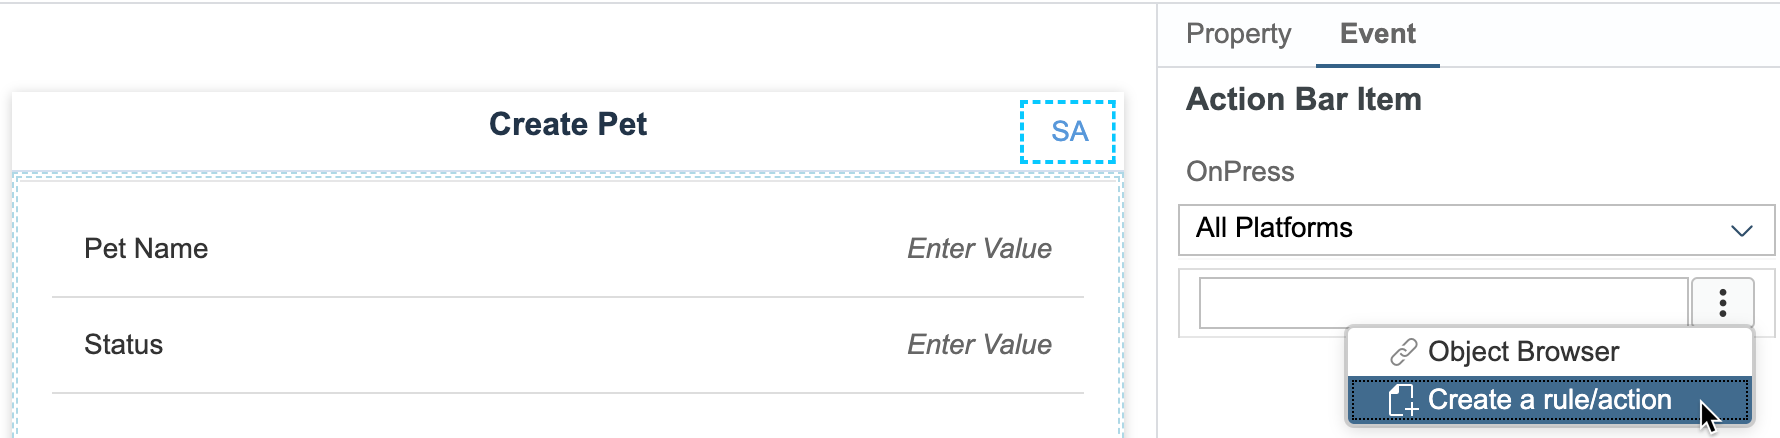 Property Event
Action Bar Item
Create Pet
SA
OnPress
All Platforms
Pet Name Enter Value
Status Enter Value
Object Browser
Create a rule/action